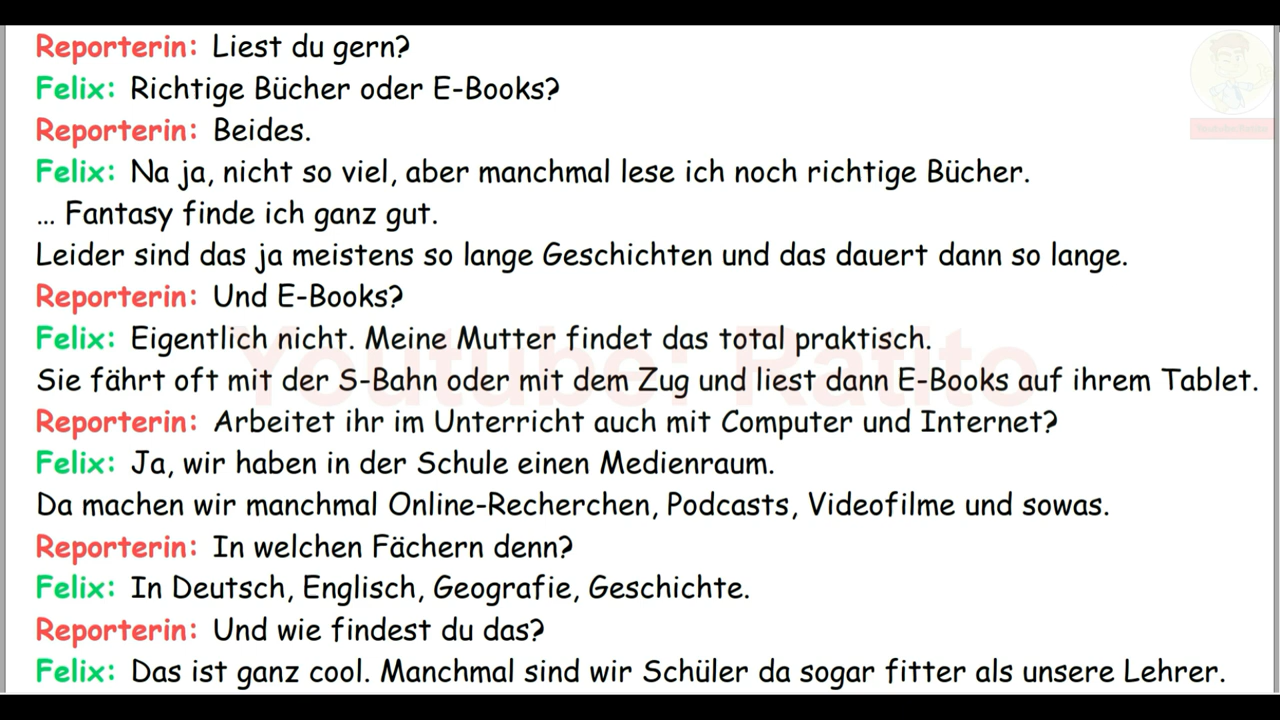 Reporterin: Liest du gern?
Felix: Richtige Bücher oder E-Books?
Reporterin: Beides.
Felix: Na ja, nicht so viel, aber manchmal lese ich noch richtige Bücher.
... Fantasy finde ich ganz gut.
Leider sind das ja meistens so lange Geschichten und das dauert dann so lange.
Reporterin: Und E-Books?
Felix: Eigentlich nicht. Meine Mutter findet das total praktisch.
Sie fährt oft mit der S-Bahn oder mit dem Zug und liest dann E-Books auf ihrem Tablet.
Youtube: Ratito
Reporterin: Arbeitet ihr im Unterricht auch mit Computer und Internet?
Felix: Ja, wir haben in der Schule einen Medienraum.
Da machen wir manchmal Online-Recherchen, Podcasts, Videofilme und sowas.
Reporterin: In welchen Fächern denn?
Felix: In Deutsch, Englisch, Geografie, Geschichte.
Reporterin: Und wie findest du das?
Felix: Das ist ganz cool. Manchmal sind wir Schüler da sogar fitter als unsere Lehrer.